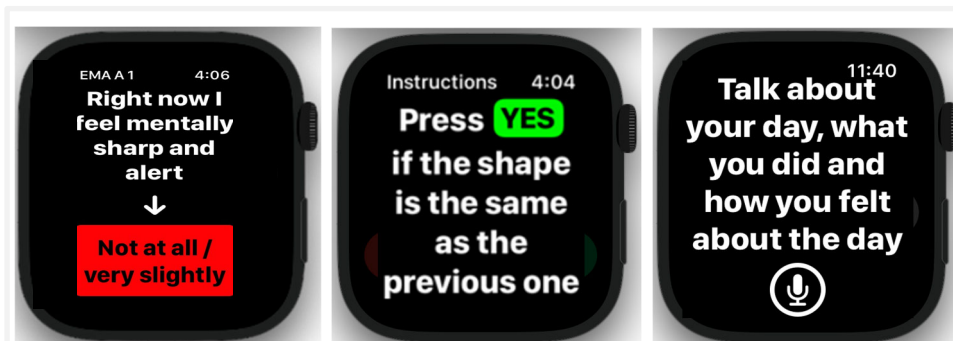 EMA A 1 4:06
Right now I
feel mentally
sharp and
alert
Not at all /
very slightly
Instructions 4:04
Press YES
if the shape
is the same
as the
previous one
11:40
Talk about
your day, what
you did and
how you felt
about the day